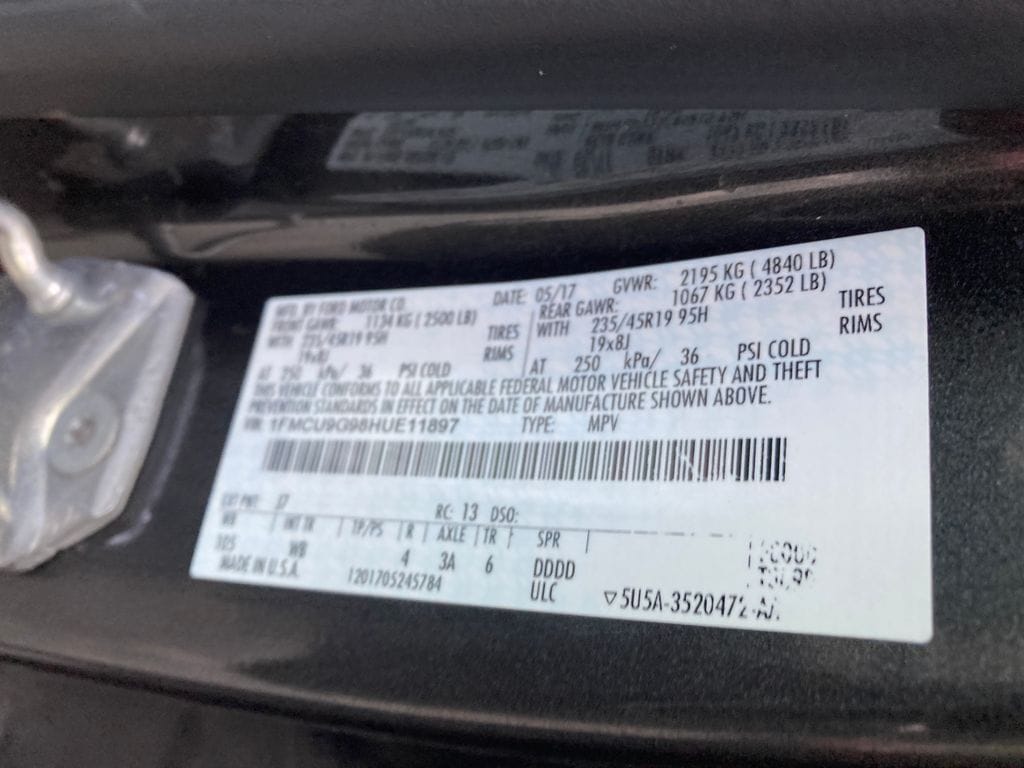 MFD. BY FORD MOTOR CO. DATE: 05/17 GVWR: 2195 KG ( 4840 LB)
FRONT GAWR: 1134 KG ( 2500 LB) REAR GAWR: 1067 KG ( 2352 LB)
WITH 235/45R19 95H TIRES WITH 235/45R19 95H TIRES
19x8J RIMS 19x8J RIMS
AT 250 kPa/ 36 PSI COLD AT 250 kPa/ 36 PSI COLD
THIS VEHICLE CONFORMS TO ALL APPLICABLE FEDERAL MOTOR VEHICLE SAFETY AND THEFT
PREVENTION STANDARDS IN EFFECT ON THE DATE OF MANUFACTURE SHOWN ABOVE.
VIN: 1FMCU9G98HUE11897 TYPE: MPV
EXT PNT: J7 RC: 13 DSO:
WB INT TR TP/PS R AXLE TR SPR
105 WB 4 3A 6 DDDD
MADE IN U.S.A. 1201705245784 ULC ▽5U5A-3520472